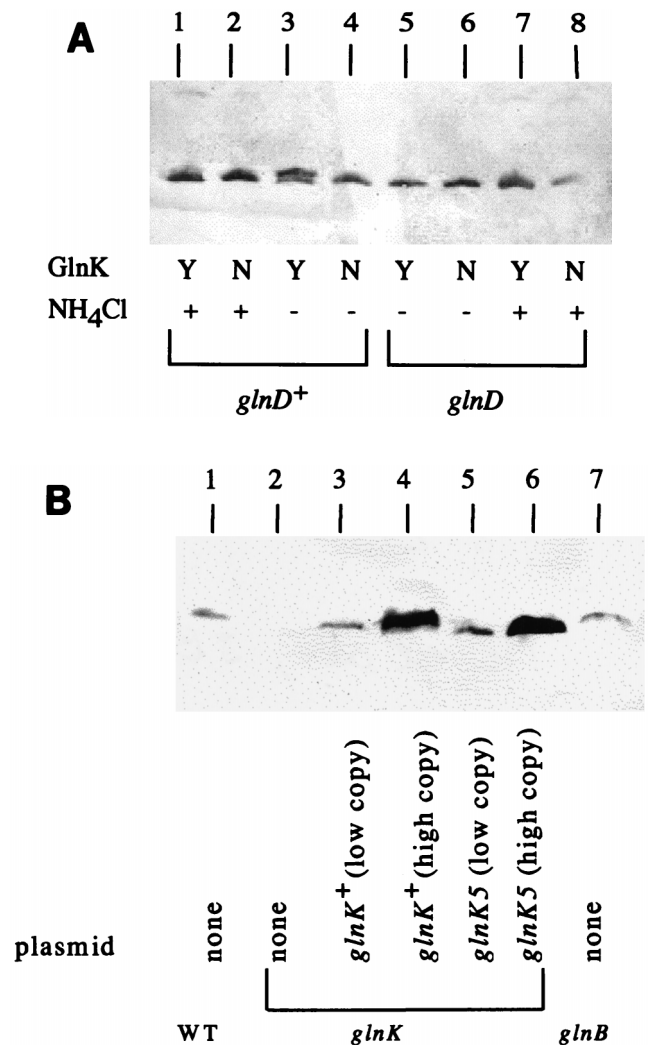 A
1 2 3 4 5 6 7 8
GlnK Y N Y N Y N Y N
NH4Cl + + - - - - + +
glnD+ glnD
B
1 2 3 4 5 6 7
plasmid none none glnK+ (low copy) glnK+ (high copy) glnK5 (low copy) glnK5 (high copy) none
WT glnK glnB